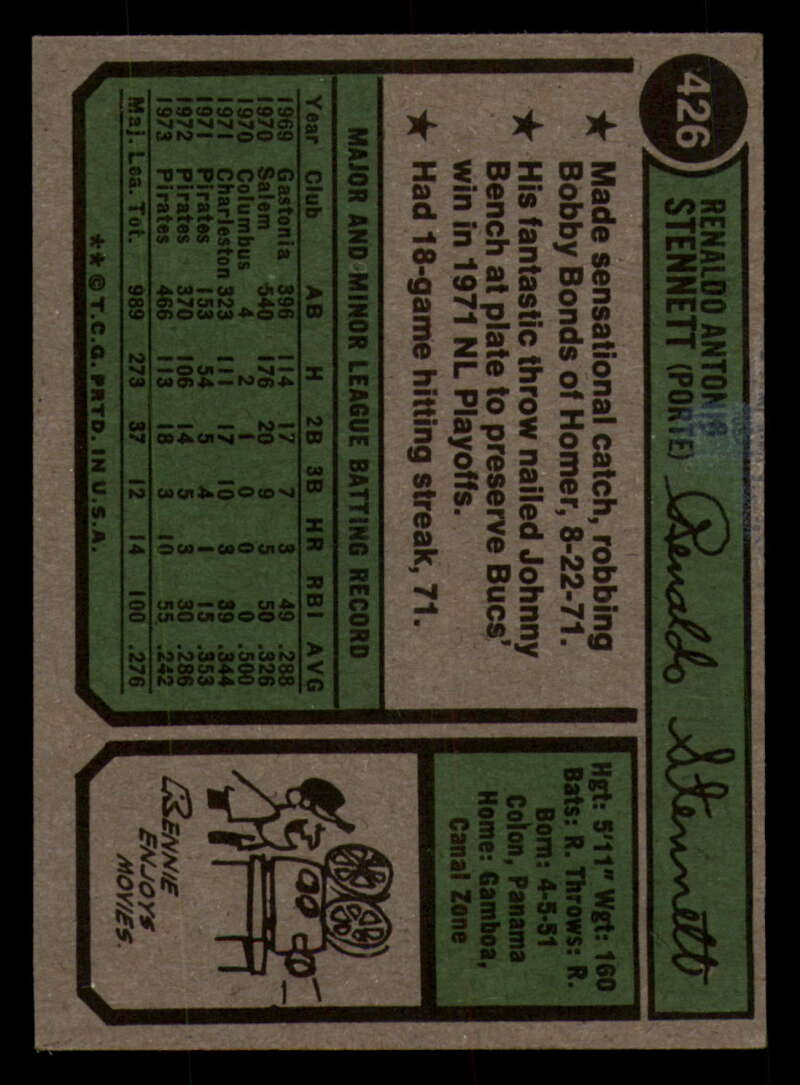 426
RENALDO ANTONIO
STENNETT (PORTE)
Renaldo Stennett
★ Made sensational catch, robbing
Bobby Bonds of Homer, 8-22-71.
★ His fantastic throw nailed Johnny
Bench at plate to preserve Bucs'
win in 1971 NL Playoffs.
★ Had 18-game hitting streak, 71.
MAJOR AND MINOR LEAGUE BATTING RECORD
Year Club AB H 2B 3B HR RBI AVG
1969 Gastonia 396 114 17 7 3 49 .288
1970 Salem 540 176 20 9 5 50 .326
1970 Columbus 4 2 1 0 0 0 .500
1971 Charleston 323 111 17 10 3 39 .344
1971 Pirates 153 54 5 4 1 15 .353
1972 Pirates 370 106 14 5 3 30 .286
1973 Pirates 466 113 18 3 10 55 .242
Maj. Lea. Tot. 989 273 37 12 14 100 .276
**© T.C.G. PRTD. IN U.S.A.
Hgt: 5'11" Wgt: 160
Bats: R. Throws: R.
Born: 4-5-51
Colon, Panama
Home: Gamboa,
Canal Zone
RENNIE
ENJOYS
MOVIES.